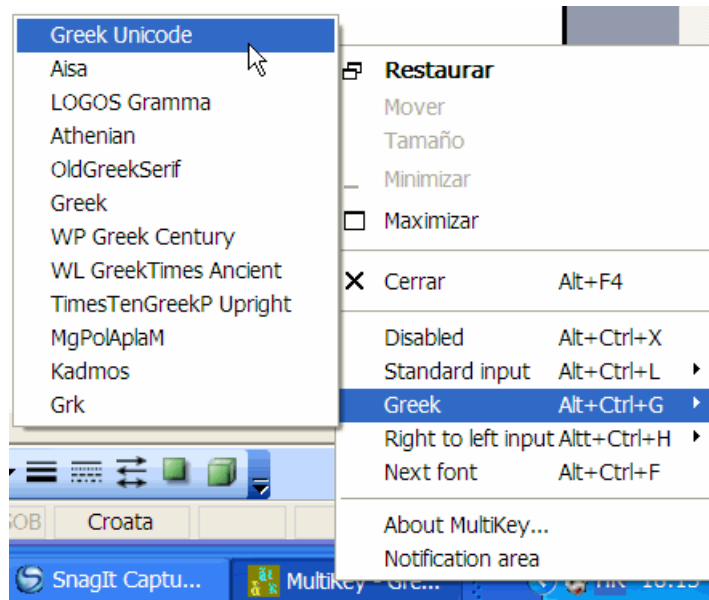 Greek Unicode
Aisa
LOGOS Gramma
Athenian
OldGreekSerif
Greek
WP Greek Century
WL GreekTimes Ancient
TimesTenGreekP Upright
MgPolAplaM
Kadmos
Grk
Restaurar
Mover
Tamaño
Minimizar
Maximizar
Cerrar Alt+F4
Disabled Alt+Ctrl+X
Standard input Alt+Ctrl+L
Greek Alt+Ctrl+G
Right to left input Altt+Ctrl+H
Next font Alt+Ctrl+F
About MultiKey...
Notification area
Croata
SnagIt Captu...
MultiKey - Gre...